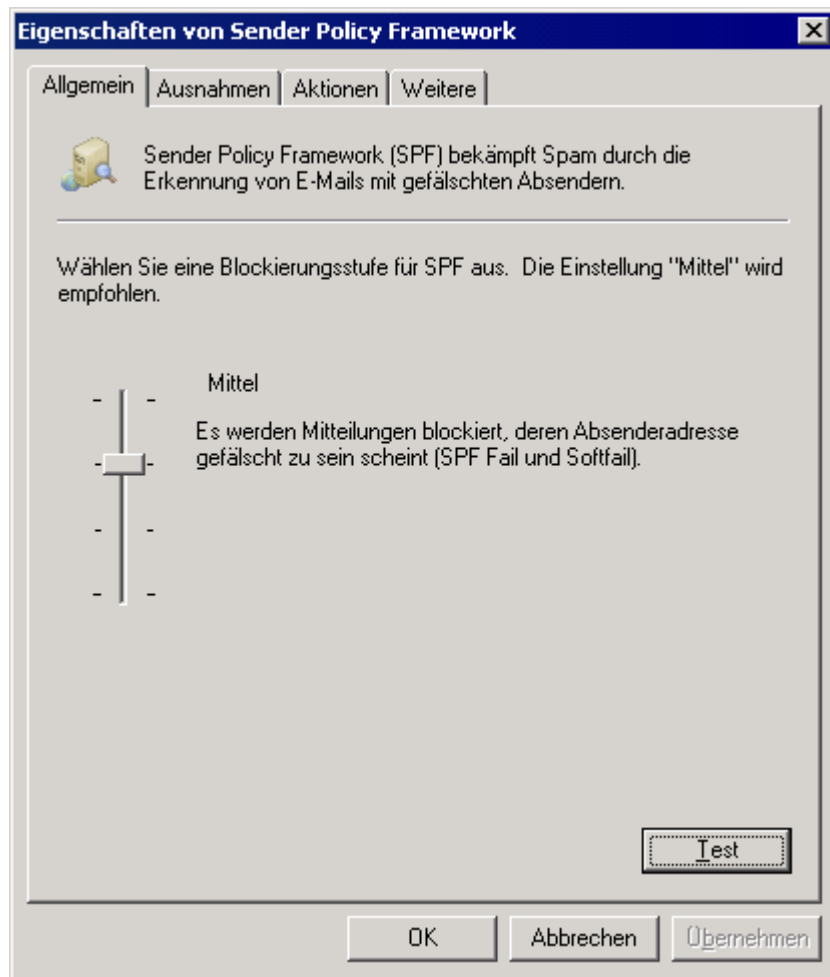 Eigenschaften von Sender Policy Framework
Allgemein
Ausnahmen
Aktionen
Weitere
Sender Policy Framework (SPF) bekämpft Spam durch die
Erkennung von E-Mails mit gefälschten Absendern.
Wählen Sie eine Blockierungsstufe für SPF aus.  Die Einstellung "Mittel" wird
empfohlen.
Mittel
Es werden Mitteilungen blockiert, deren Absenderadresse
gefälscht zu sein scheint (SPF Fail und Softfail).
Test
OK
Abbrechen
Übernehmen